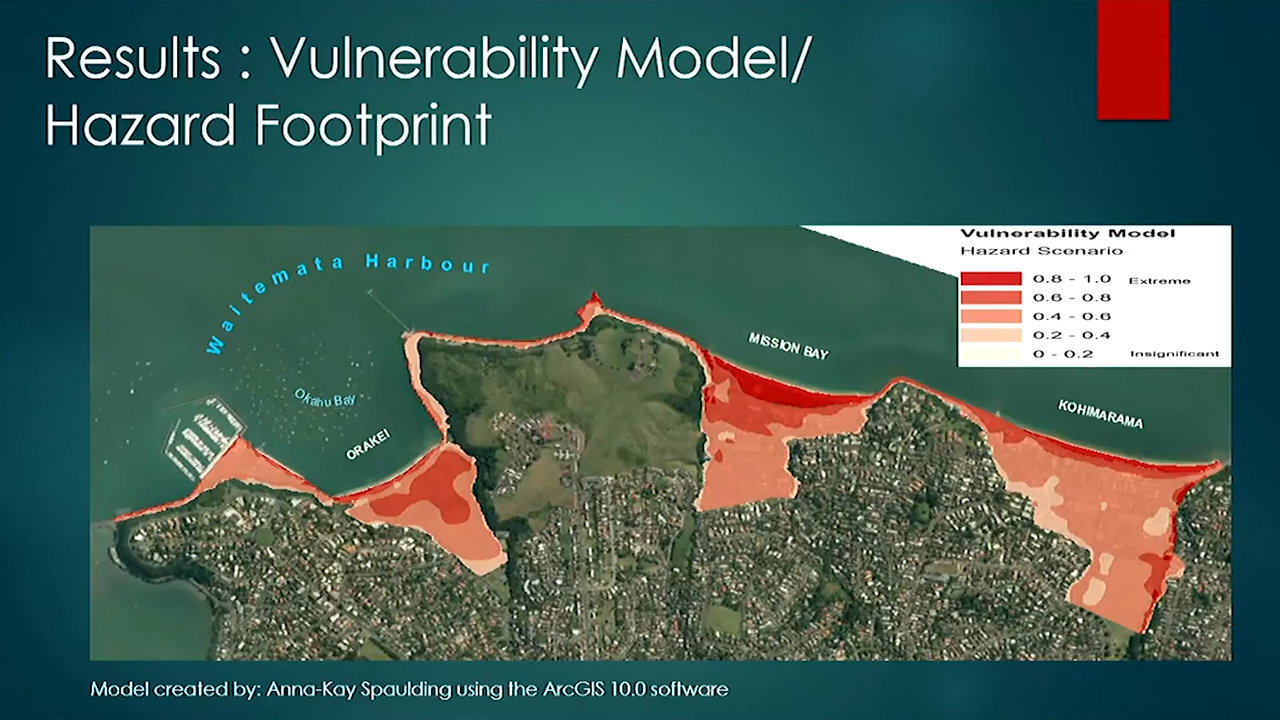 Results : Vulnerability Model/
Hazard Footprint
Waitemata Harbour
Vulnerability Model
Hazard Scenario
0.8 - 1.0 Extreme
0.6 - 0.8
0.4 - 0.6
0.2 - 0.4
0 - 0.2 Insignificant
MISSION BAY
Okahu Bay
KOHIMARAMA
ORAKEI
Model created by: Anna-Kay Spaulding using the ArcGIS 10.0 software